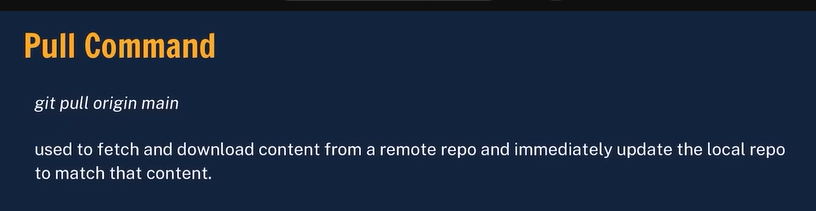 Pull Command
git pull origin main
used to fetch and download content from a remote repo and immediately update the local repo
to match that content.